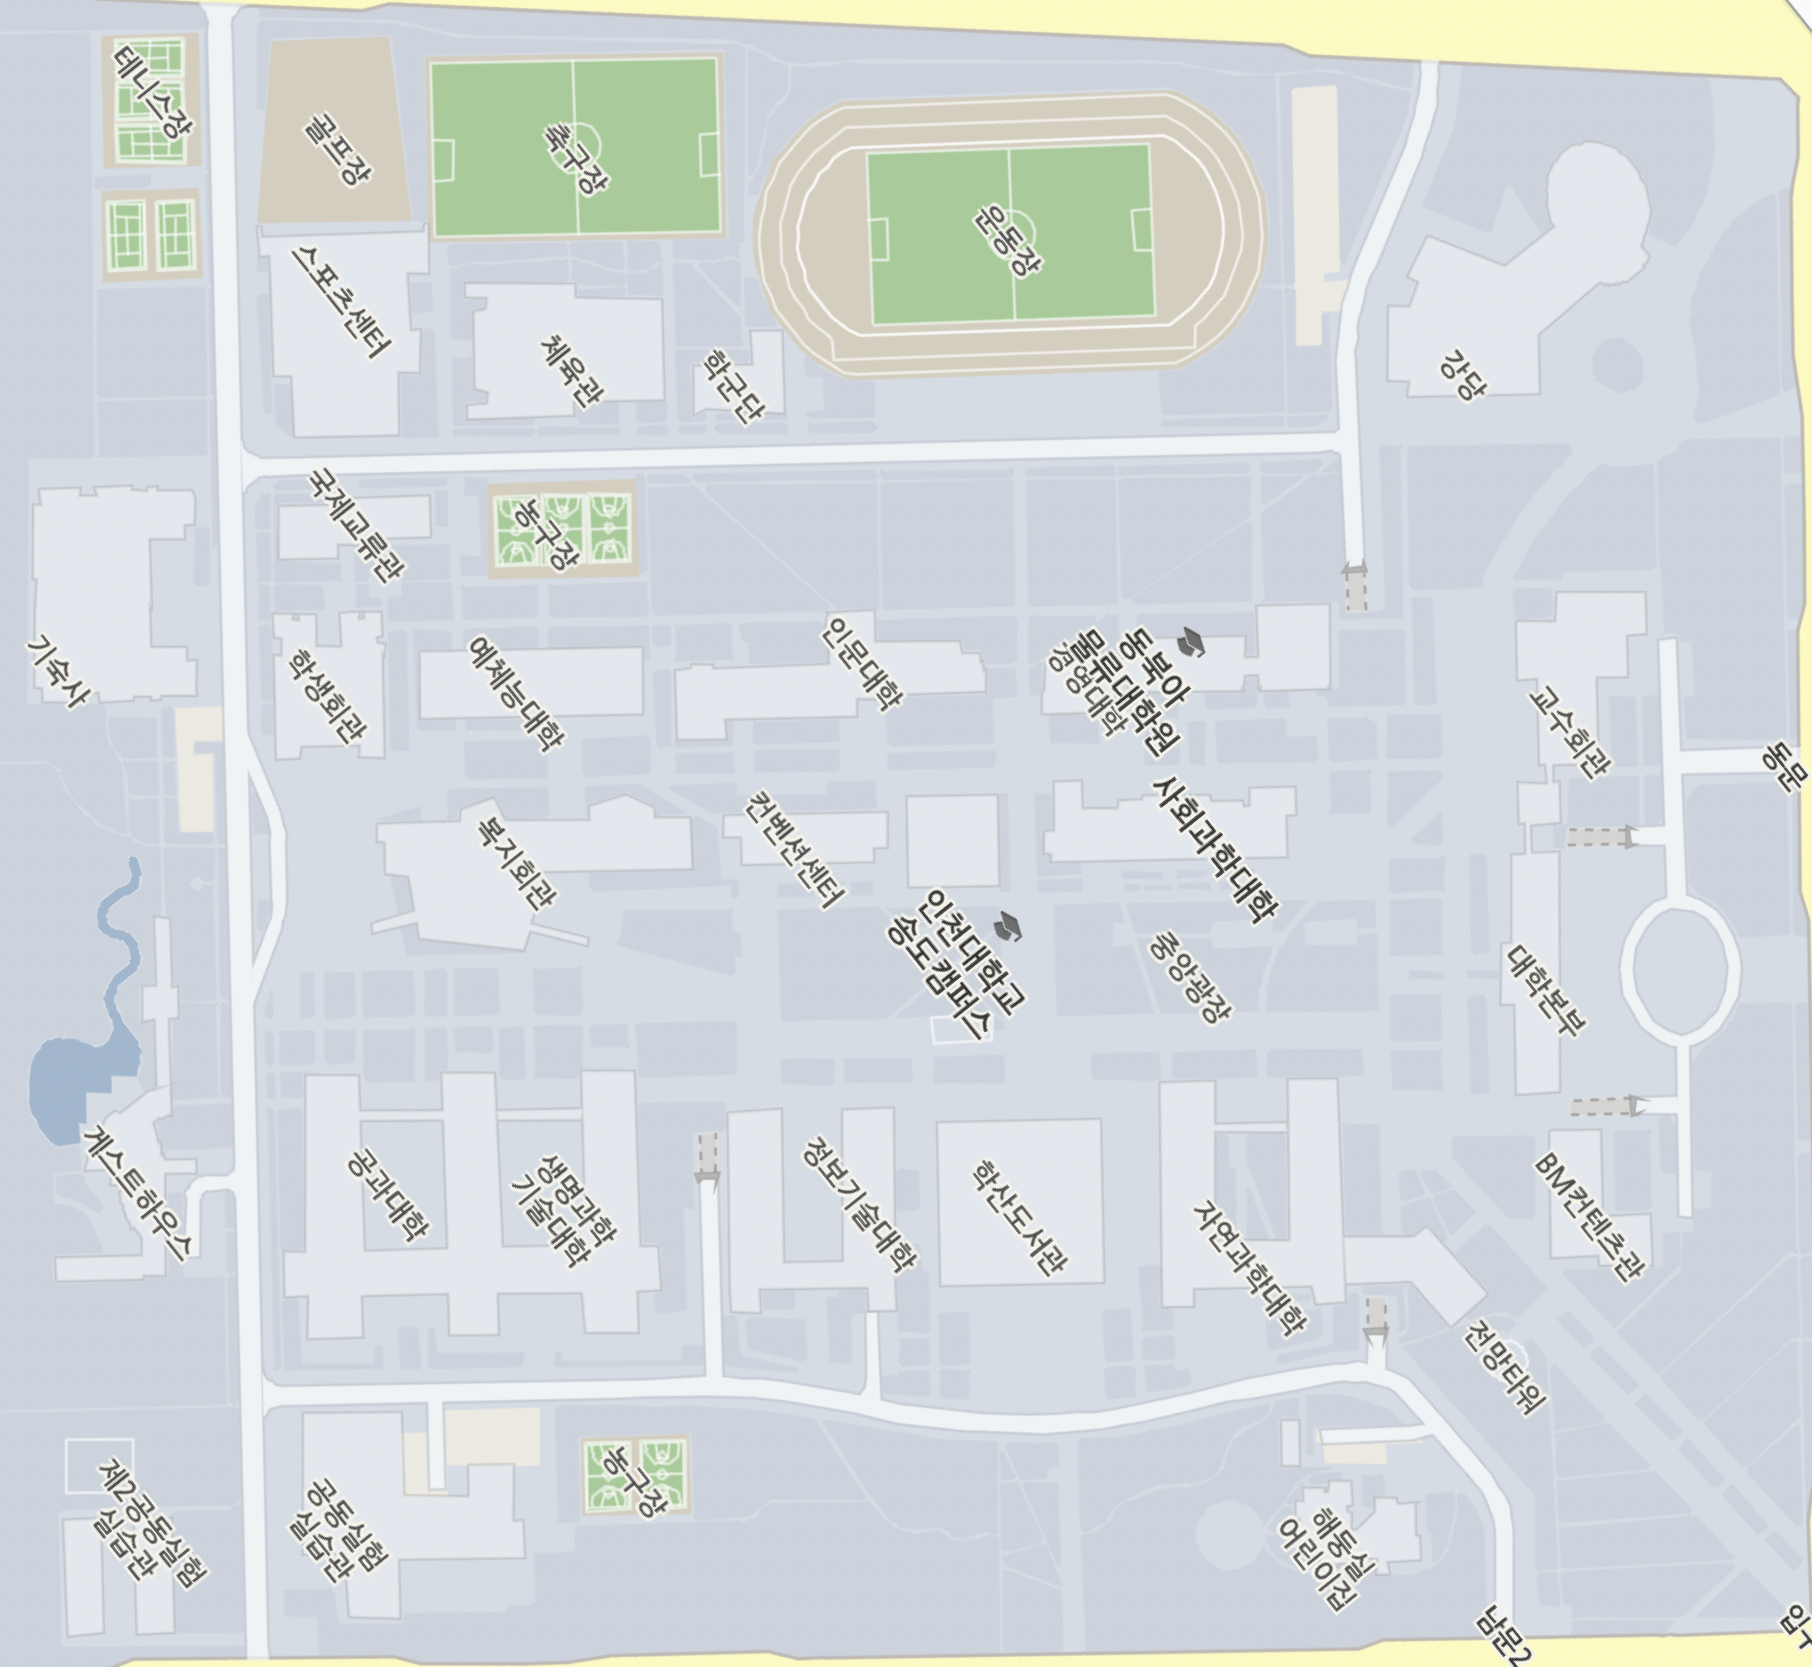 테니스장
골프장
축구장
운동장
스포츠센터
체육관
학군단
강당
국제교류관
농구장
기숙사
학생회관
예체능대학
인문대학
동북아
물류대학원
경영대학
교수회관
동문
복지회관
컨벤션센터
사회과학대학
인천대학교
송도캠퍼스
중앙광장
대학본부
게스트하우스
공과대학
생명과학
기술대학
정보기술대학
학산도서관
자연과학대학
BM컨텐츠관
전망타워
제2공동실험
실습관
공동실험
실습관
농구장
해동실
어린이집
남문2